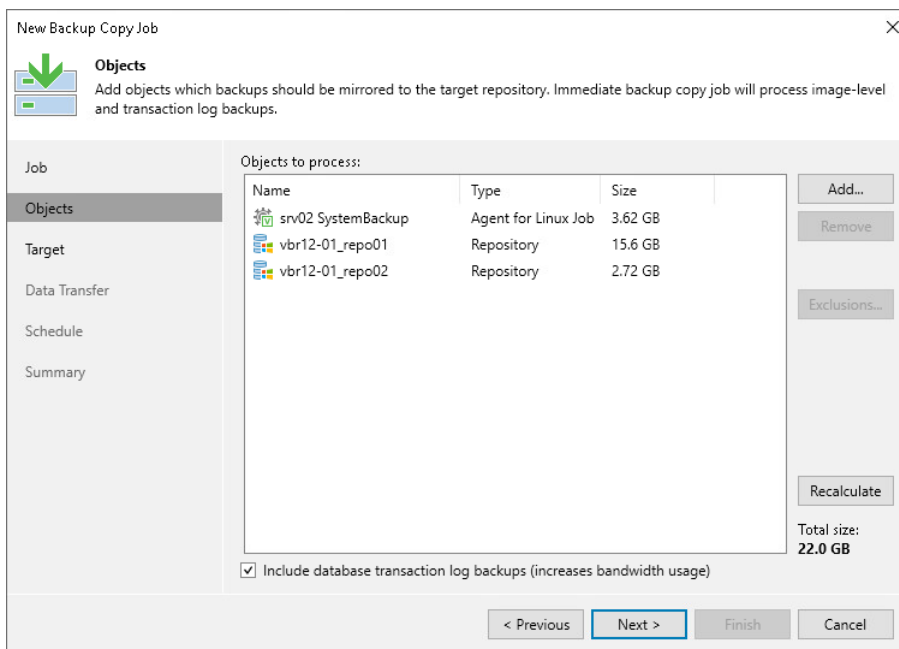 New Backup Copy Job
Objects
Add objects which backups should be mirrored to the target repository. Immediate backup copy job will process image-level
and transaction log backups.
Job
Objects
Target
Data Transfer
Schedule
Summary
Objects to process:
Name Type Size
srv02 SystemBackup Agent for Linux Job 3.62 GB
vbr12-01_repo01 Repository 15.6 GB
vbr12-01_repo02 Repository 2.72 GB
Add...
Remove
Exclusions...
Recalculate
Total size:
22.0 GB
Include database transaction log backups (increases bandwidth usage)
< Previous Next > Finish Cancel